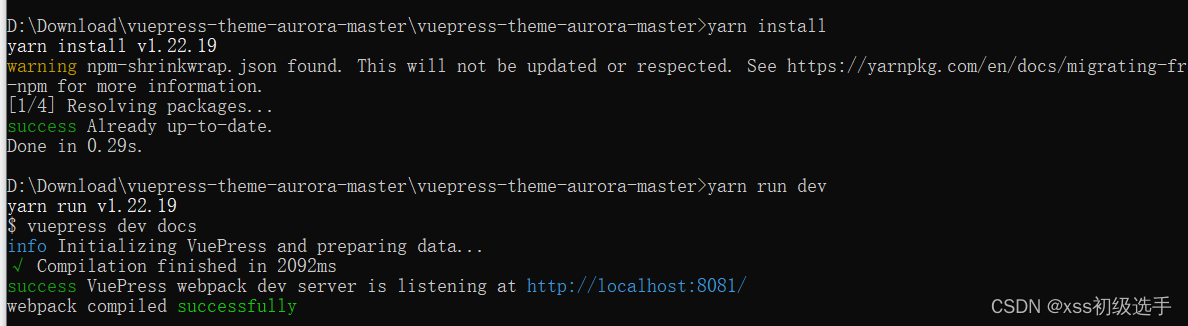 D:\Download\vuepress-theme-aurora-master\vuepress-theme-aurora-master>yarn install
yarn install v1.22.19
warning npm-shrinkwrap.json found. This will not be updated or respected. See https://yarnpkg.com/en/docs/migrating-fr
-npm for more information.
[1/4] Resolving packages...
success Already up-to-date.
Done in 0.29s.
D:\Download\vuepress-theme-aurora-master\vuepress-theme-aurora-master>yarn run dev
yarn run v1.22.19
$ vuepress dev docs
info Initializing VuePress and preparing data...
√ Compilation finished in 2092ms
success VuePress webpack dev server is listening at http://localhost:8081/
webpack compiled successfully
CSDN @xss初级选手